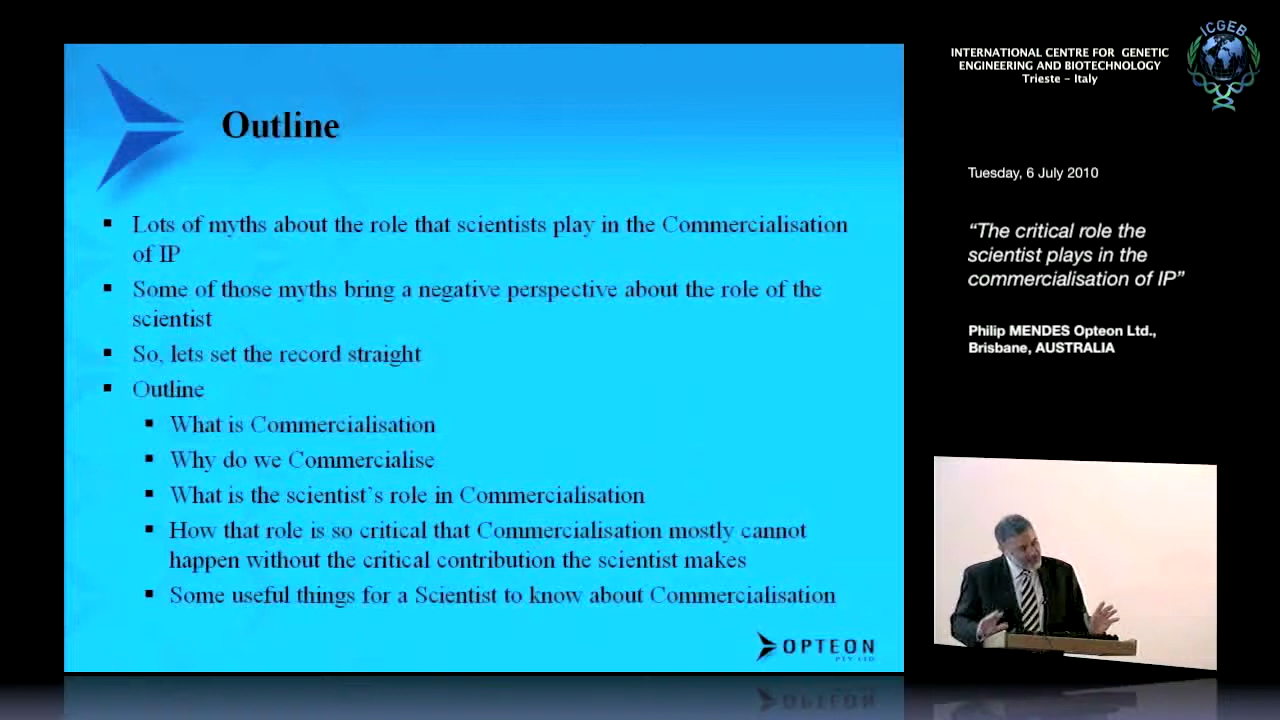 Outline
Lots of myths about the role that scientists play in the Commercialisation
of IP
Some of those myths bring a negative perspective about the role of the
scientist
So, lets set the record straight
Outline
What is Commercialisation
Why do we Commercialise
What is the scientist's role in Commercialisation
How that role is so critical that Commercialisation mostly cannot
happen without the critical contribution the scientist makes
Some useful things for a Scientist to know about Commercialisation
OPTEON
PTY LTD
INTERNATIONAL CENTRE FOR GENETIC
ENGINEERING AND BIOTECHNOLOGY
Trieste - Italy
ICGEB
Tuesday, 6 July 2010
“The critical role the
scientist plays in the
commercialisation of IP”
Philip MENDES Opteon Ltd.,
Brisbane, AUSTRALIA